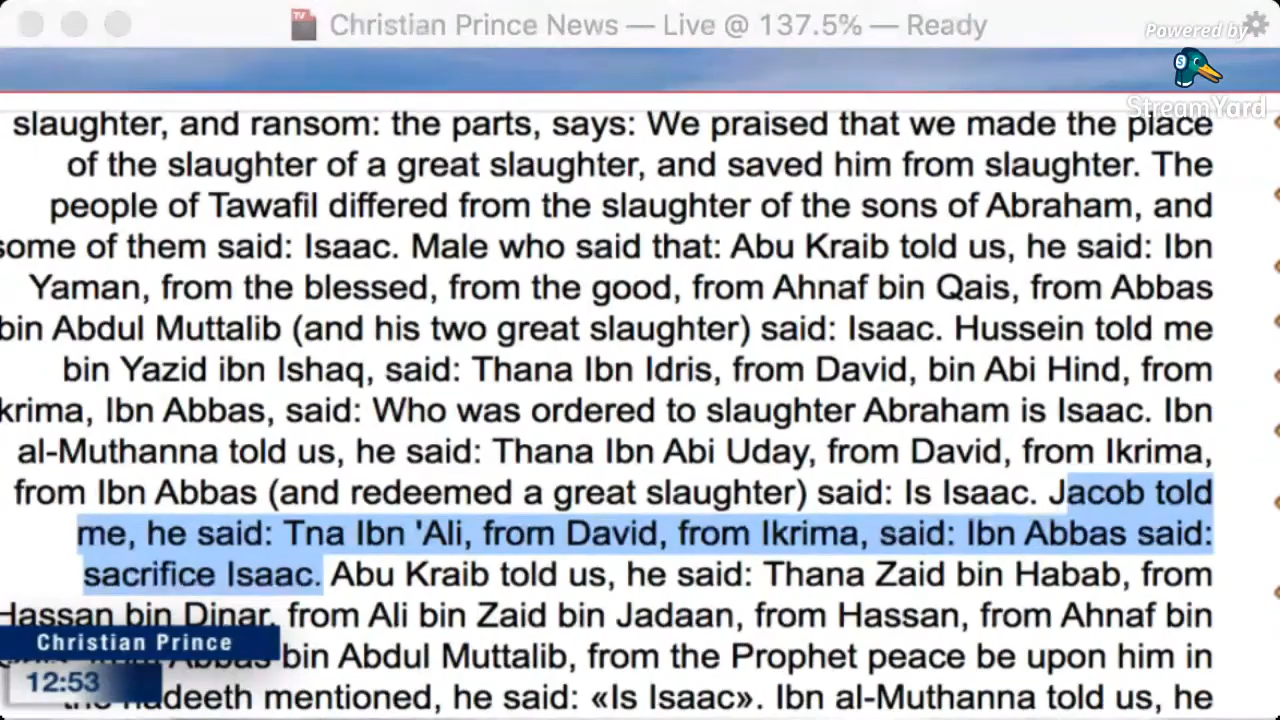 Christian Prince News — Live @ 137.5% — Ready
Powered by
StreamYard
slaughter, and ransom: the parts, says: We praised that we made the place
of the slaughter of a great slaughter, and saved him from slaughter. The
people of Tawafil differed from the slaughter of the sons of Abraham, and
some of them said: Isaac. Male who said that: Abu Kraib told us, he said: Ibn
Yaman, from the blessed, from the good, from Ahnaf bin Qais, from Abbas
bin Abdul Muttalib (and his two great slaughter) said: Isaac. Hussein told me
bin Yazid ibn Ishaq, said: Thana Ibn Idris, from David, bin Abi Hind, from
krima, Ibn Abbas, said: Who was ordered to slaughter Abraham is Isaac. Ibn
al-Muthanna told us, he said: Thana Ibn Abi Uday, from David, from Ikrima,
from Ibn Abbas (and redeemed a great slaughter) said: Is Isaac. Jacob told
me, he said: Tna Ibn 'Ali, from David, from Ikrima, said: Ibn Abbas said:
sacrifice Isaac. Abu Kraib told us, he said: Thana Zaid bin Habab, from
Hassan bin Dinar, from Ali bin Zaid bin Jadaan, from Hassan, from Ahnaf bin
from Abbas bin Abdul Muttalib, from the Prophet peace be upon him in
the hadeeth mentioned, he said: «Is Isaac». Ibn al-Muthanna told us, he
Christian Prince
12:53